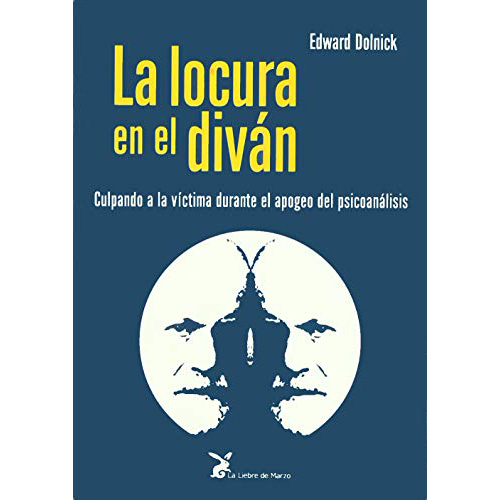 Edward Dolnick
La locura
en el diván
Culpando a la víctima durante el apogeo del psicoanálisis
La Liebre de Marzo